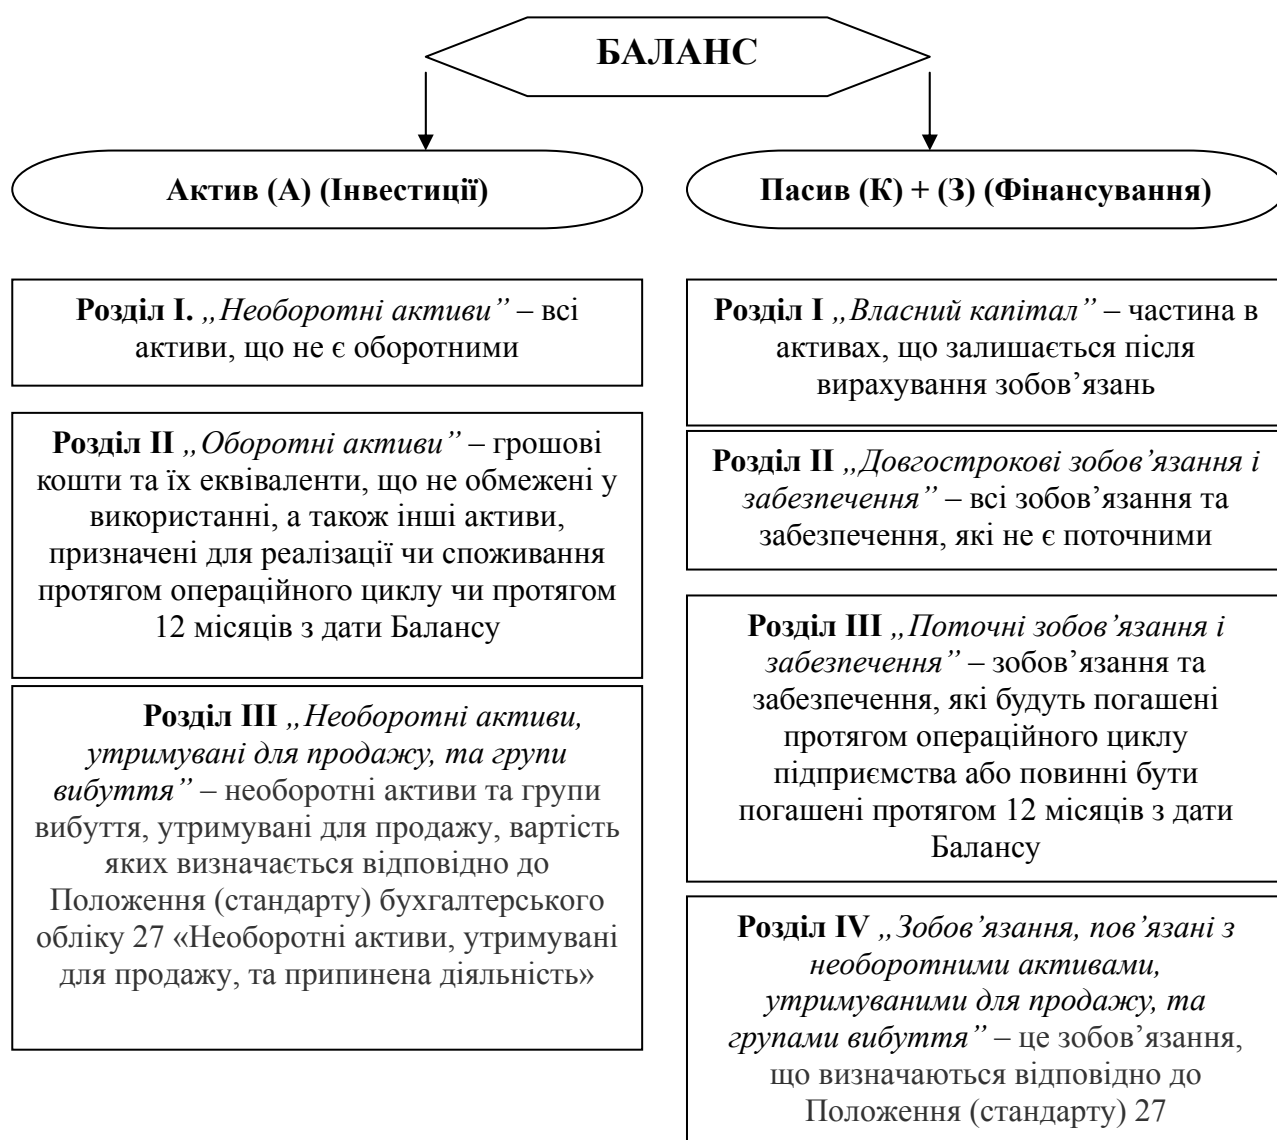 БАЛАНС
Актив (А) (Інвестиції)
Розділ I. „Необоротні активи” – всі
активи, що не є оборотними
Розділ II „Оборотні активи” – грошові
кошти та їх еквіваленти, що не обмежені у
використанні, а також інші активи,
призначені для реалізації чи споживання
протягом операційного циклу чи протягом
12 місяців з дати Балансу
Розділ III „Необоротні активи,
утримувані для продажу, та групи
вибуття” – необоротні активи та групи
вибуття, утримувані для продажу, вартість
яких визначається відповідно до
Положення (стандарту) бухгалтерського
обліку 27 «Необоротні активи, утримувані
для продажу, та припинена діяльність»
Пасив (К) + (З) (Фінансування)
Розділ I „Власний капітал” – частина в
активах, що залишається після
вирахування зобов’язань
Розділ II „Довгострокові зобов’язання і
забезпечення” – всі зобов’язання та
забезпечення, які не є поточними
Розділ III „Поточні зобов’язання і
забезпечення” – зобов’язання та
забезпечення, які будуть погашені
протягом операційного циклу
підприємства або повинні бути
погашені протягом 12 місяців з дати
Балансу
Розділ IV „Зобов’язання, пов’язані з
необоротними активами,
утримуваними для продажу, та
групами вибуття” – це зобов’язання,
що визначаються відповідно до
Положення (стандарту) 27